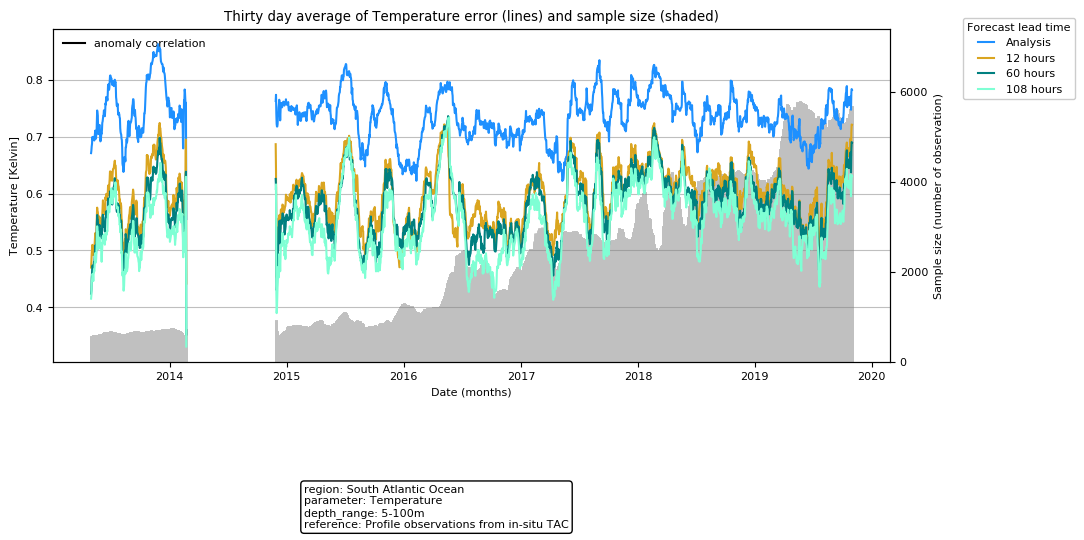 Thirty day average of Temperature error (lines) and sample size (shaded)
anomaly correlation
Forecast lead time
Analysis
12 hours
60 hours
108 hours
0.8
0.7
0.6
0.5
0.4
Temperature [Kelvin]
6000
4000
2000
0
Sample size (number of observation)
2014 2015 2016 2017 2018 2019 2020
Date (months)
region: South Atlantic Ocean
parameter: Temperature
depth_range: 5-100m
reference: Profile observations from in-situ TAC